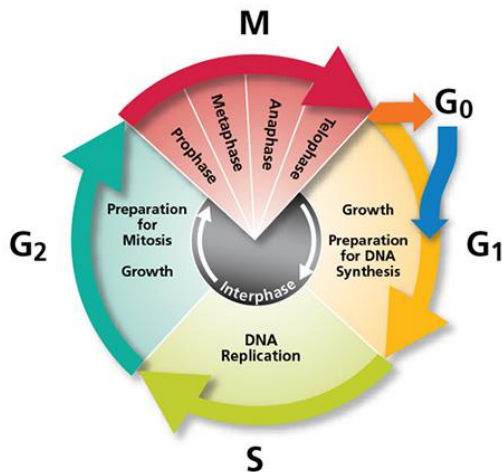 M
Prophase
Metaphase
Anaphase
Telophase
G0
G1
Growth
Preparation
for DNA
Synthesis
G2
Preparation
for
Mitosis
Growth
Interphase
DNA
Replication
S